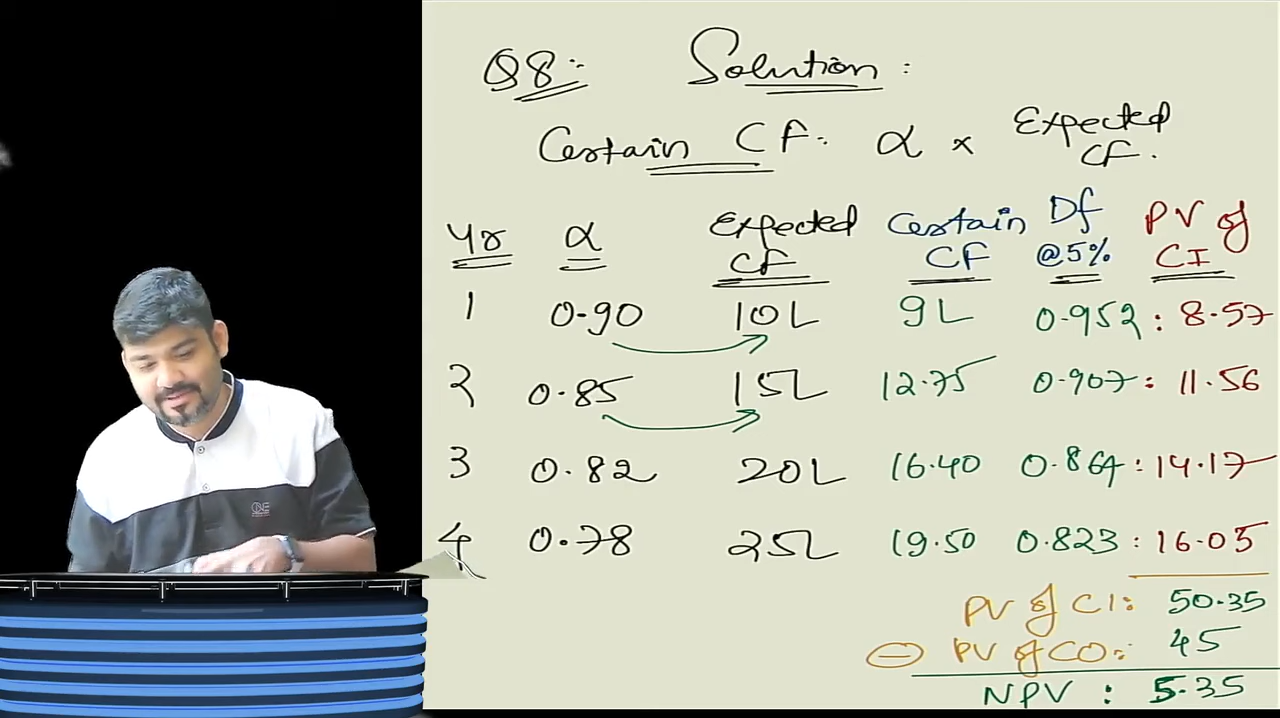 Q8:- Solution :
Certain CF: α × Expected CF.
Yr α Expected CF Certain CF Df @5% PV of CI
1 0.90 10L 9L 0.952 : 8.57
2 0.85 15L 12.75 0.907 : 11.56
3 0.82 20L 16.40 0.864 : 14.17
4 0.78 25L 19.50 0.823 : 16.05
PV of CI: 50.35
⊖ PV of CO:- 45
NPV : 5.35
ONE